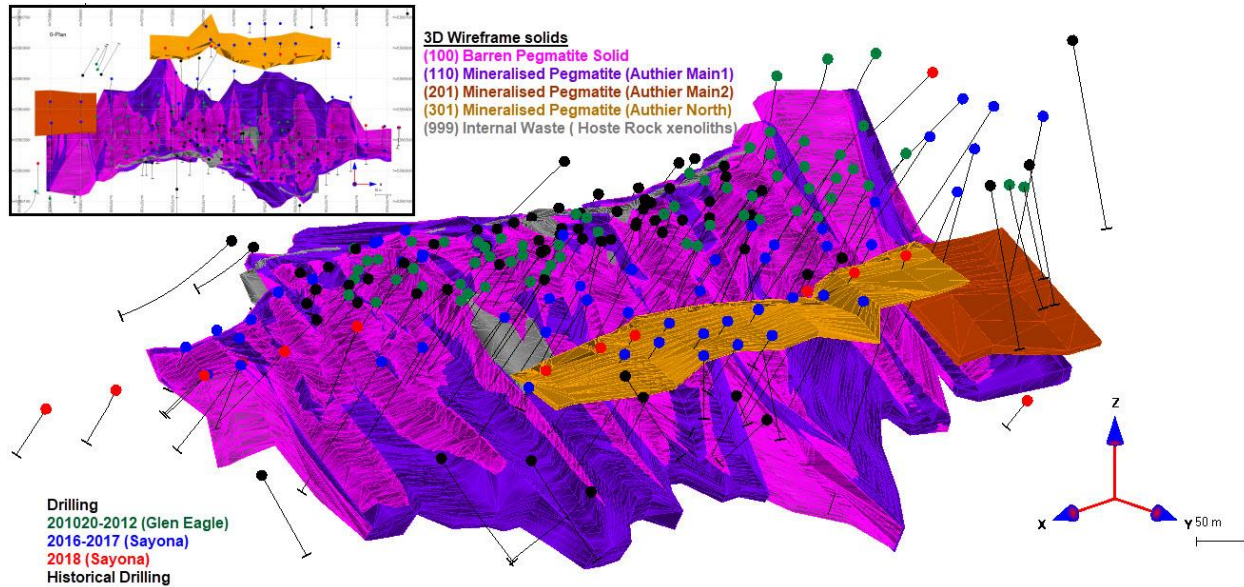 G-Plan
3D Wireframe solids
(100) Barren Pegmatite Solid
(110) Mineralised Pegmatite (Authier Main1)
(201) Mineralised Pegmatite (Authier Main2)
(301) Mineralised Pegmatite (Authier North)
(999) Internal Waste ( Hoste Rock xenoliths)
Drilling
201020-2012 (Glen Eagle)
2016-2017 (Sayona)
2018 (Sayona)
Historical Drilling
Z
X
Y
50 m